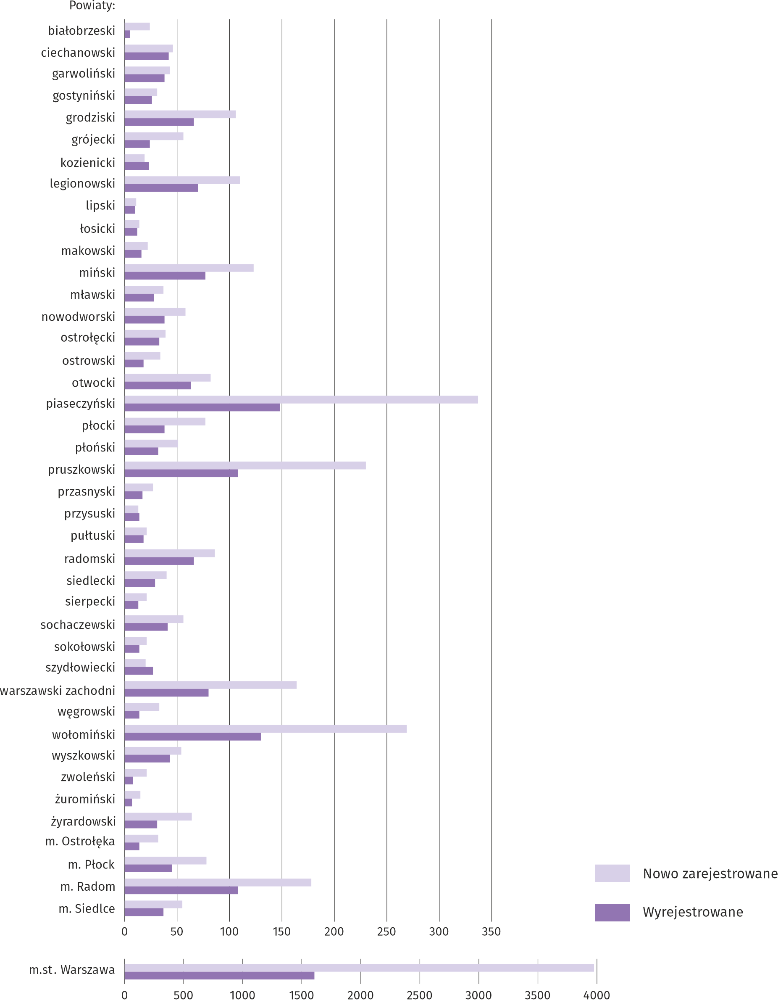 Powiaty:
białobrzeski
ciechanowski
garwoliński
gostyniński
grodziski
grójecki
kozienicki
legionowski
lipski
łosicki
makowski
miński
mławski
nowodworski
ostrołęcki
ostrowski
otwocki
piaseczyński
płocki
płoński
pruszkowski
przasnyski
przysuski
pułtuski
radomski
siedlecki
sierpecki
sochaczewski
sokołowski
szydłowiecki
warszawski zachodni
węgrowski
wołomiński
wyszkowski
zwoleński
żuromiński
żyrardowski
m. Ostrołęka
m. Płock
m. Radom
m. Siedlce
Nowo zarejestrowane
Wyrejestrowane
0 50 100 150 200 250 300 350
m.st. Warszawa
0 500 1000 1500 2000 2500 3000 3500 4000